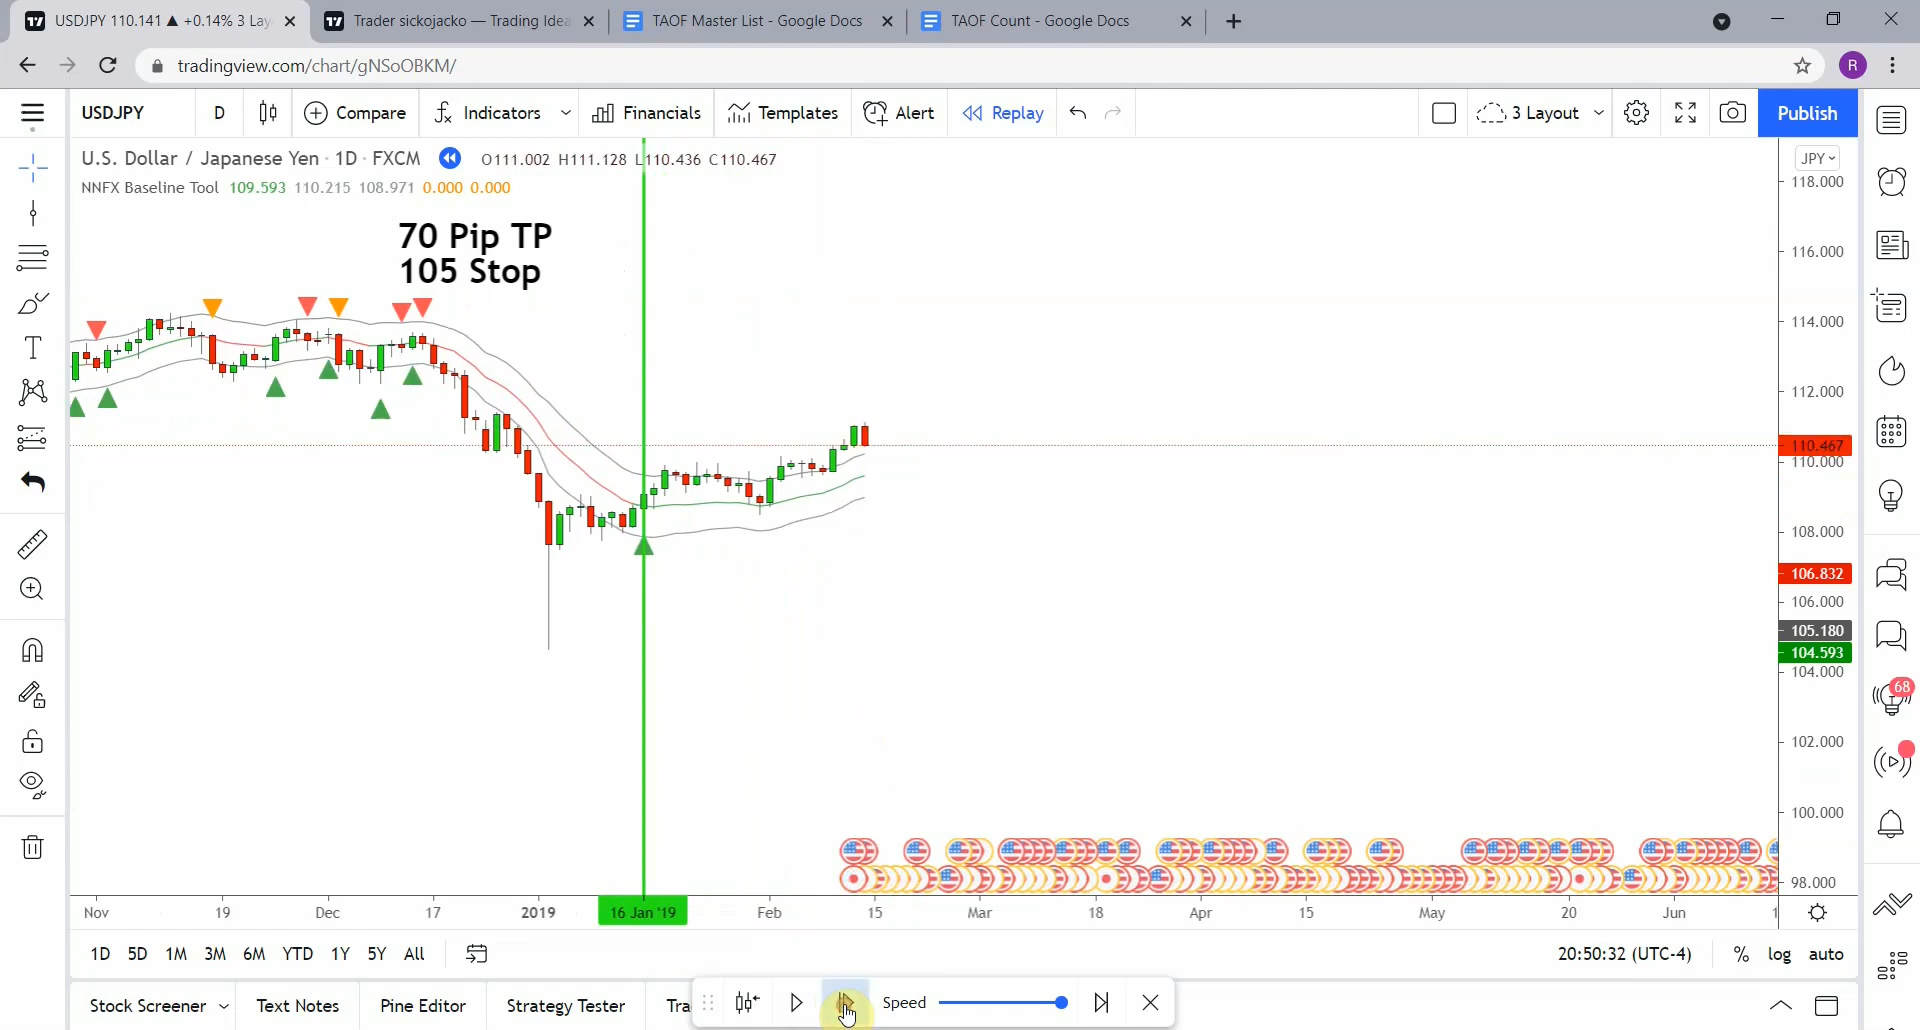 USDJPY 110.141 ▲ +0.14% 3 Lay
Trader sickojacko — Trading Idea
TAOF Master List - Google Docs
TAOF Count - Google Docs
tradingview.com/chart/gNSoOBKM/
R
USDJPY
D
Compare
Indicators
Financials
Templates
Alert
Replay
3 Layout
Publish
U.S. Dollar / Japanese Yen · 1D · FXCM
O111.002 H111.128 L110.436 C110.467
NNFX Baseline Tool 109.593 110.215 108.971 0.000 0.000
70 Pip TP
105 Stop
JPY
118.000
116.000
114.000
112.000
110.467
110.000
108.000
106.832
106.000
105.180
104.593
104.000
102.000
100.000
98.000
68
Nov 19 Dec 17 2019 16 Jan '19 Feb 15 Mar 18 Apr 15 May 20 Jun 1
1D 5D 1M 3M 6M YTD 1Y 5Y All
20:50:32 (UTC-4) % log auto
Stock Screener
Text Notes
Pine Editor
Strategy Tester
Tra
Speed